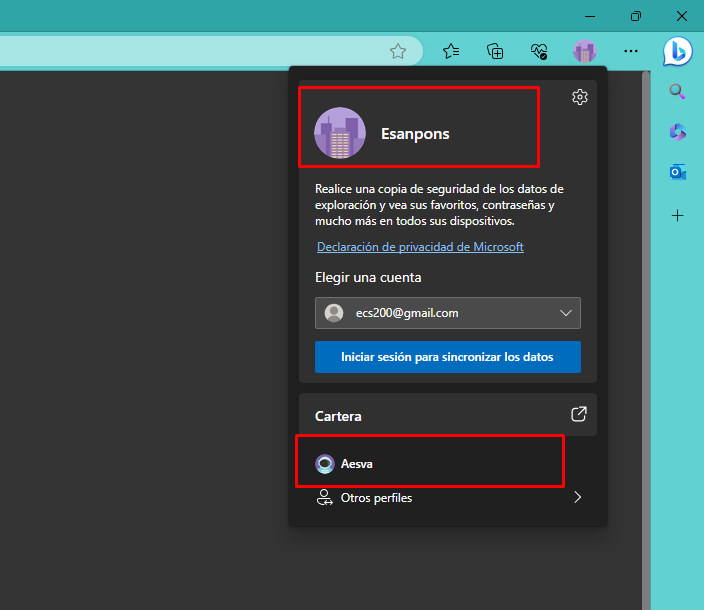 Esanpons
Realice una copia de seguridad de los datos de
exploración y vea sus favoritos, contraseñas y
mucho más en todos sus dispositivos.
Declaración de privacidad de Microsoft
Elegir una cuenta
ecs200@gmail.com
Iniciar sesión para sincronizar los datos
Cartera
Aesva
Otros perfiles